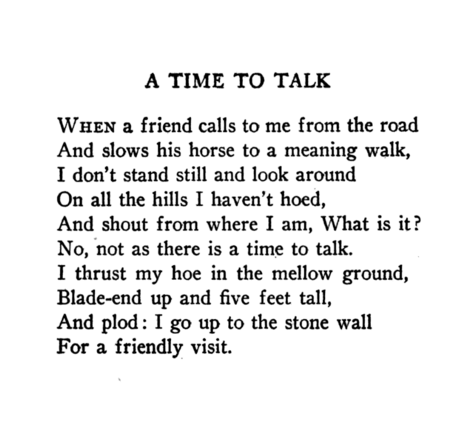 A TIME TO TALK
WHEN a friend calls to me from the road
And slows his horse to a meaning walk,
I don't stand still and look around
On all the hills I haven't hoed,
And shout from where I am, What is it?
No, not as there is a time to talk.
I thrust my hoe in the mellow ground,
Blade-end up and five feet tall,
And plod: I go up to the stone wall
For a friendly visit.